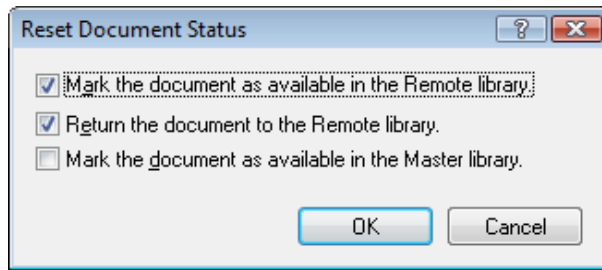 Reset Document Status
Mark the document as available in the Remote library.
Return the document to the Remote library.
Mark the document as available in the Master library.
OK
Cancel